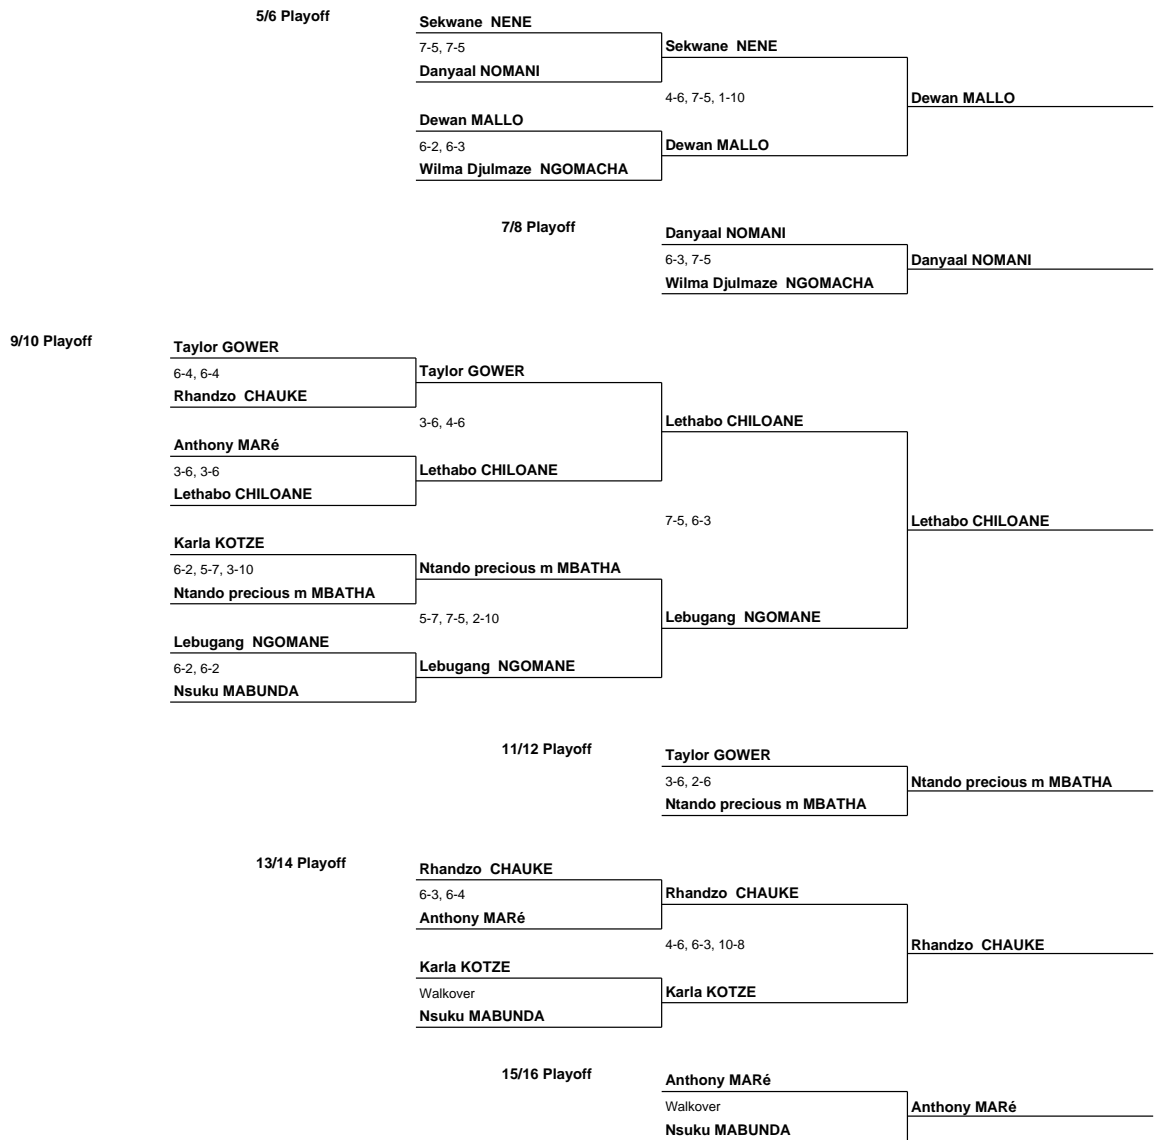 5/6 Playoff
Sekwane  NENE
7-5, 7-5
Sekwane  NENE
Danyaal NOMANI
4-6, 7-5, 1-10
Dewan MALLO
Dewan MALLO
6-2, 6-3
Dewan MALLO
Wilma Djulmaze  NGOMACHA
7/8 Playoff
Danyaal NOMANI
6-3, 7-5
Danyaal NOMANI
Wilma Djulmaze  NGOMACHA
9/10 Playoff
Taylor GOWER
6-4, 6-4
Taylor GOWER
Rhandzo  CHAUKE
3-6, 4-6
Lethabo CHILOANE
Anthony MARé
3-6, 3-6
Lethabo CHILOANE
Lethabo CHILOANE
7-5, 6-3
Lethabo CHILOANE
Karla KOTZE
6-2, 5-7, 3-10
Ntando precious m MBATHA
Ntando precious m MBATHA
5-7, 7-5, 2-10
Lebugang  NGOMANE
Lebugang  NGOMANE
6-2, 6-2
Lebugang  NGOMANE
Nsuku MABUNDA
11/12 Playoff
Taylor GOWER
3-6, 2-6
Ntando precious m MBATHA
Ntando precious m MBATHA
13/14 Playoff
Rhandzo  CHAUKE
6-3, 6-4
Rhandzo  CHAUKE
Anthony MARé
4-6, 6-3, 10-8
Rhandzo  CHAUKE
Karla KOTZE
Walkover
Karla KOTZE
Nsuku MABUNDA
15/16 Playoff
Anthony MARé
Walkover
Anthony MARé
Nsuku MABUNDA